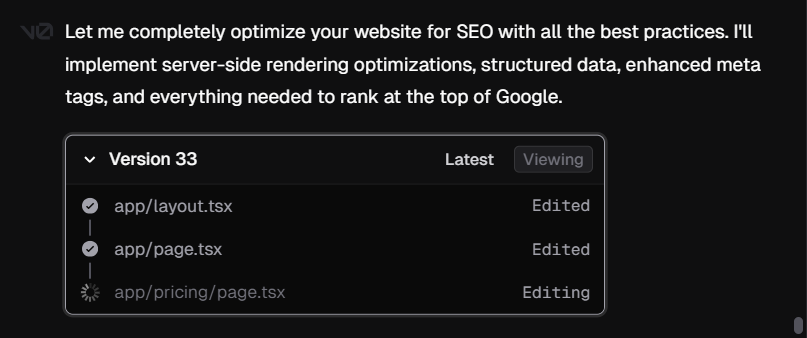 v0
Let me completely optimize your website for SEO with all the best practices. I'll
implement server-side rendering optimizations, structured data, enhanced meta
tags, and everything needed to rank at the top of Google.
Version 33 Latest Viewing
app/layout.tsx Edited
app/page.tsx Edited
app/pricing/page.tsx Editing